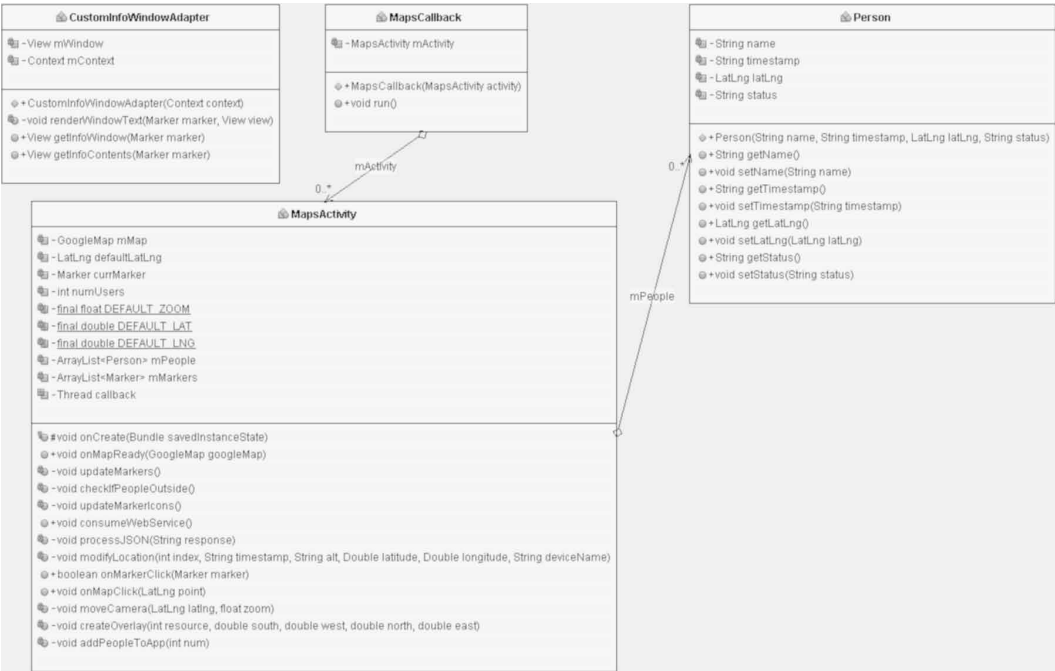 CustomInfoWindowAdapter
-View mWindow
-Context mContext
+CustomInfoWindowAdapter(Context context)
-void renderWindowText(Marker marker, View view)
+View getInfoWindow(Marker marker)
+View getInfoContents(Marker marker)
MapsCallback
-MapsActivity mActivity
+MapsCallback(MapsActivity activity)
+void run()
Person
-String name
-String timestamp
-LatLng latLng
-String status
+Person(String name, String timestamp, LatLng latLng, String status)
+String getName()
+void setName(String name)
+String getTimestamp()
+void setTimestamp(String timestamp)
+LatLng getLatLng()
+void setLatLng(LatLng latLng)
+String getStatus()
+void setStatus(String status)
mActivity
0..*
0..*
mPeople
MapsActivity
-GoogleMap mMap
-LatLng defaultLatLng
-Marker currMarker
-int numUsers
-final float DEFAULT_ZOOM
-final double DEFAULT_LAT
-final double DEFAULT_LNG
-ArrayList<Person> mPeople
-ArrayList<Marker> mMarkers
-Thread callback
#void onCreate(Bundle savedInstanceState)
+void onMapReady(GoogleMap googleMap)
-void updateMarkers()
-void checkIfPeopleOutside()
-void updateMarkerIcons()
+void consumeWebService()
-void processJSON(String response)
-void modifyLocation(int index, String timestamp, String alt, Double latitude, Double longitude, String deviceName)
+boolean onMarkerClick(Marker marker)
+void onMapClick(LatLng point)
-void moveCamera(LatLng latlng, float zoom)
-void createOverlay(int resource, double south, double west, double north, double east)
-void addPeopleToApp(int num)